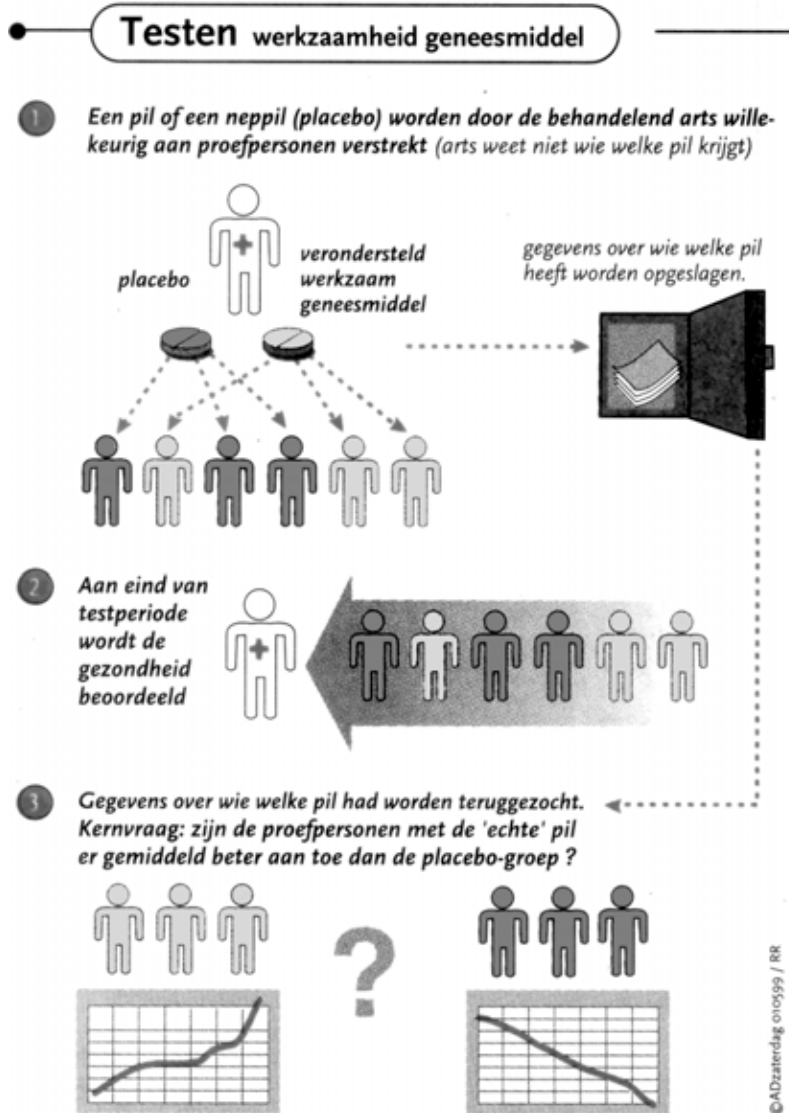 Testen werkzaamheid geneesmiddel
1
Een pil of een neppil (placebo) worden door de behandelend arts wille-
keurig aan proefpersonen verstrekt (arts weet niet wie welke pil krijgt)
placebo
verondersteld
werkzaam
geneesmiddel
gegevens over wie welke pil
heeft worden opgeslagen.
2
Aan eind van
testperiode
wordt de
gezondheid
beoordeeld
3
Gegevens over wie welke pil had worden teruggezocht.
Kernvraag: zijn de proefpersonen met de 'echte' pil
er gemiddeld beter aan toe dan de placebo-groep ?
?
©ADzaterdag 010599 / RR